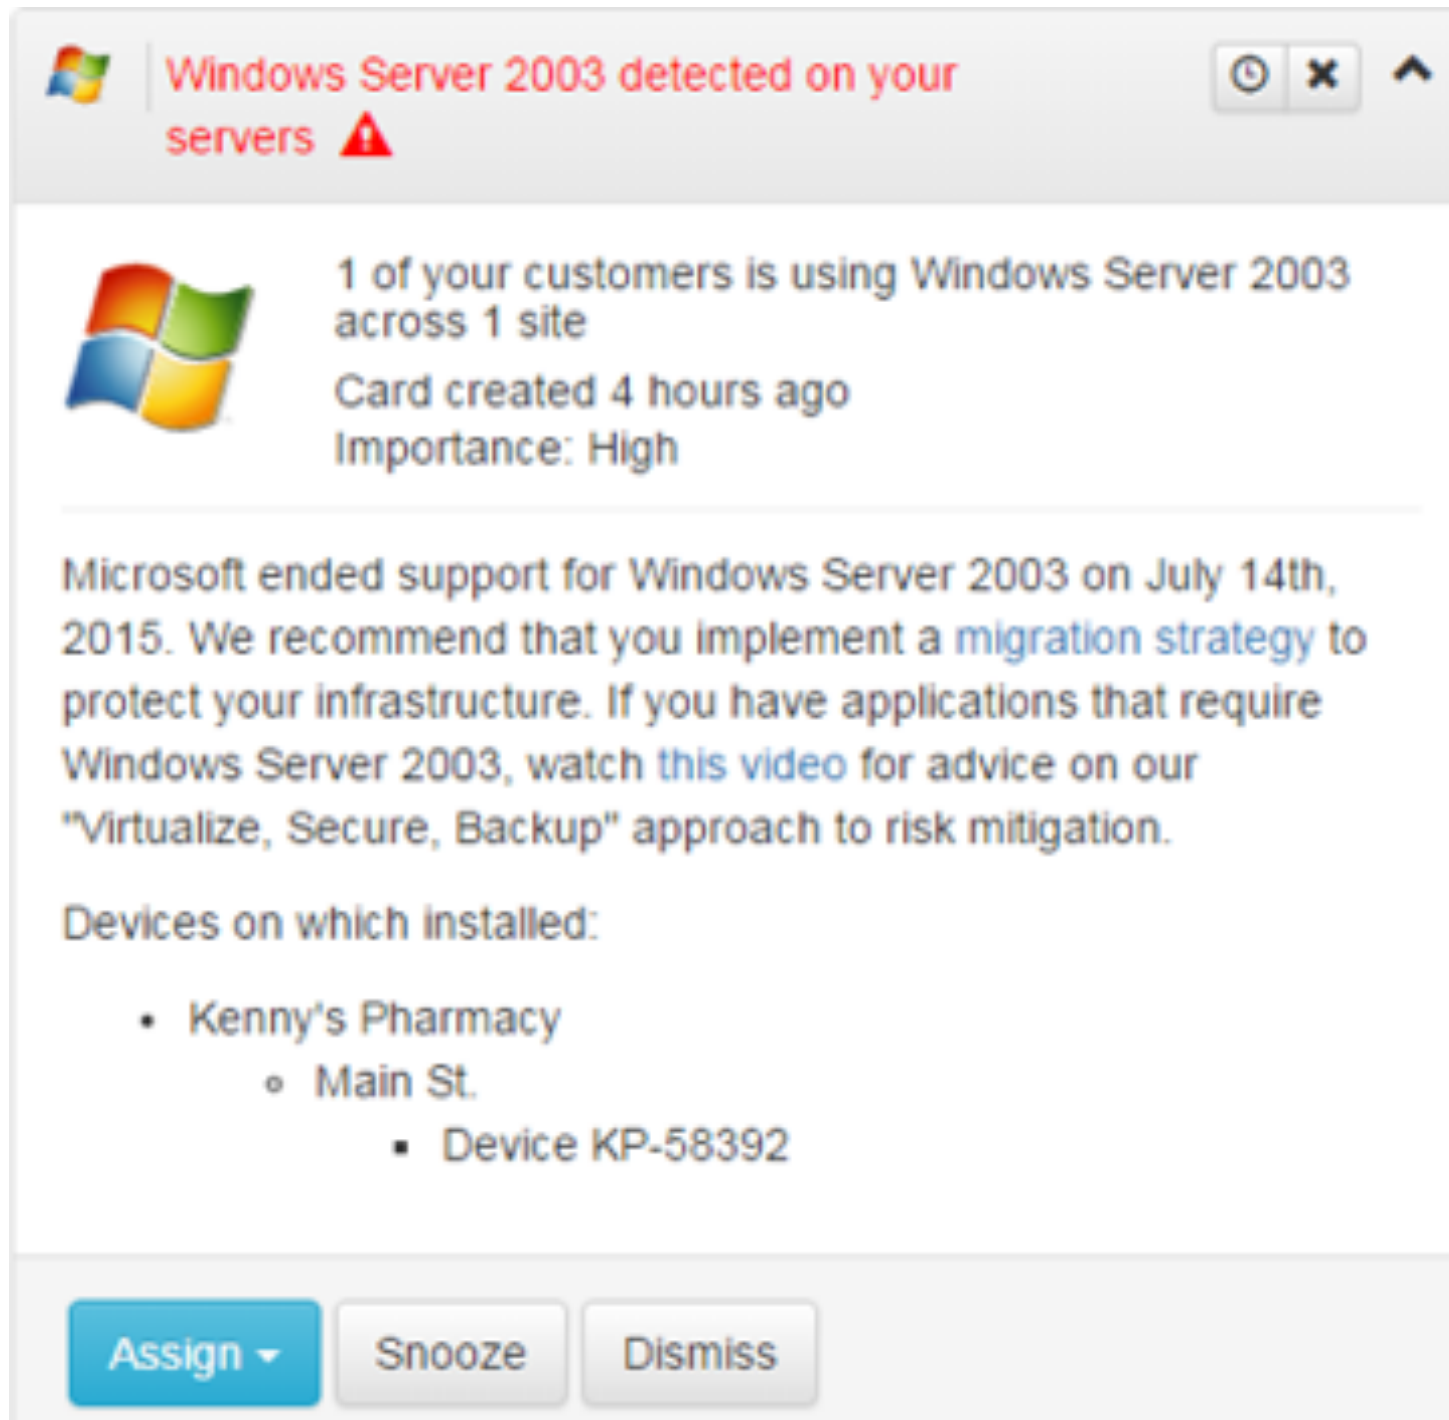 Windows Server 2003 detected on your
servers
1 of your customers is using Windows Server 2003
across 1 site
Card created 4 hours ago
Importance: High
Microsoft ended support for Windows Server 2003 on July 14th,
2015. We recommend that you implement a migration strategy to
protect your infrastructure. If you have applications that require
Windows Server 2003, watch this video for advice on our
"Virtualize, Secure, Backup" approach to risk mitigation.
Devices on which installed:
• Kenny's Pharmacy
◦ Main St.
▪ Device KP-58392
Assign Snooze Dismiss